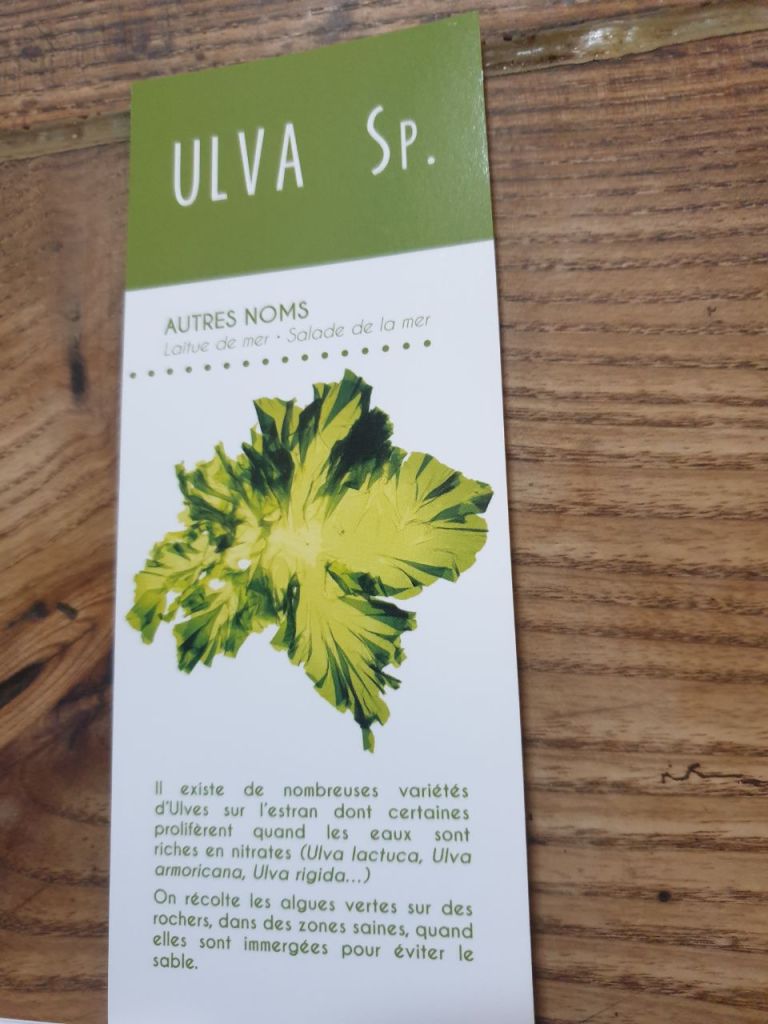 ULVA Sp.
AUTRES NOMS
Laitue de mer • Salade de la mer
Il existe de nombreuses variétés
d'Ulves sur l'estran dont certaines
prolifèrent quand les eaux sont
riches en nitrates (Ulva lactuca, Ulva
armoricana, Ulva rigida...)
On récolte les algues vertes sur des
rochers, dans des zones saines, quand
elles sont immergées pour éviter le
sable.